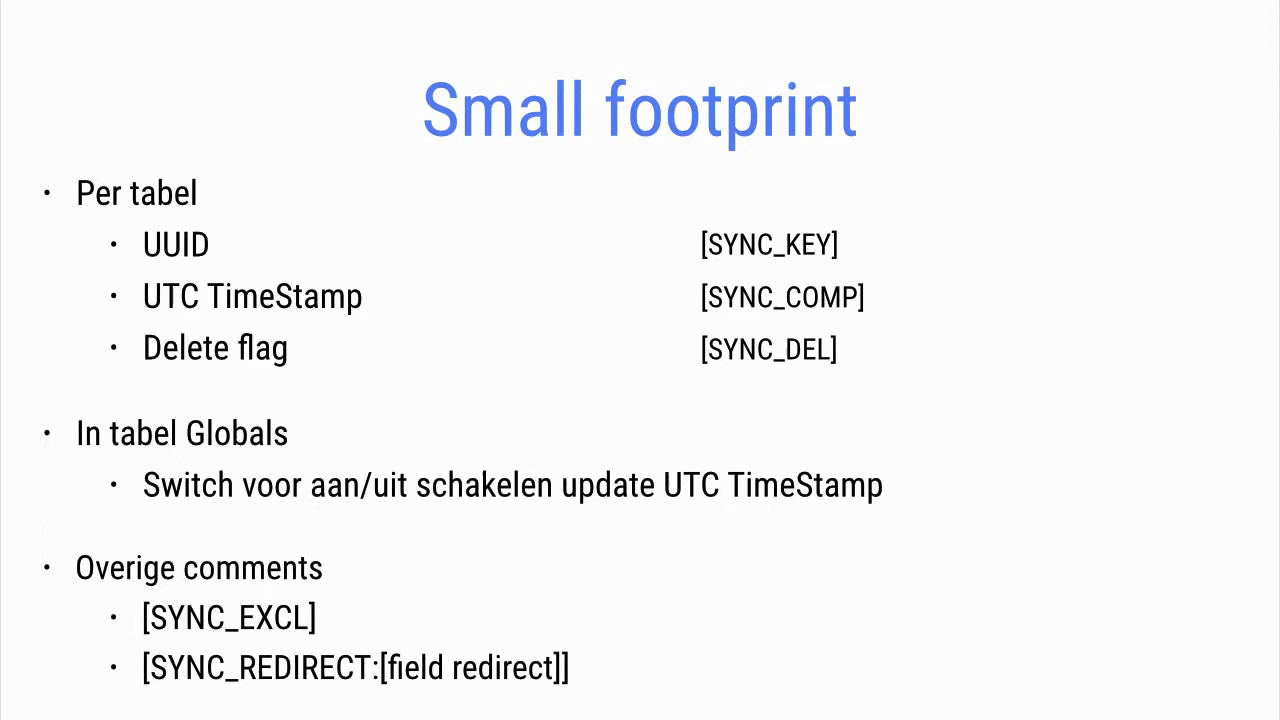 Small footprint
• Per tabel
• UUID [SYNC_KEY]
• UTC TimeStamp [SYNC_COMP]
• Delete flag [SYNC_DEL]
• In tabel Globals
• Switch voor aan/uit schakelen update UTC TimeStamp
• Overige comments
• [SYNC_EXCL]
• [SYNC_REDIRECT:[field redirect]]